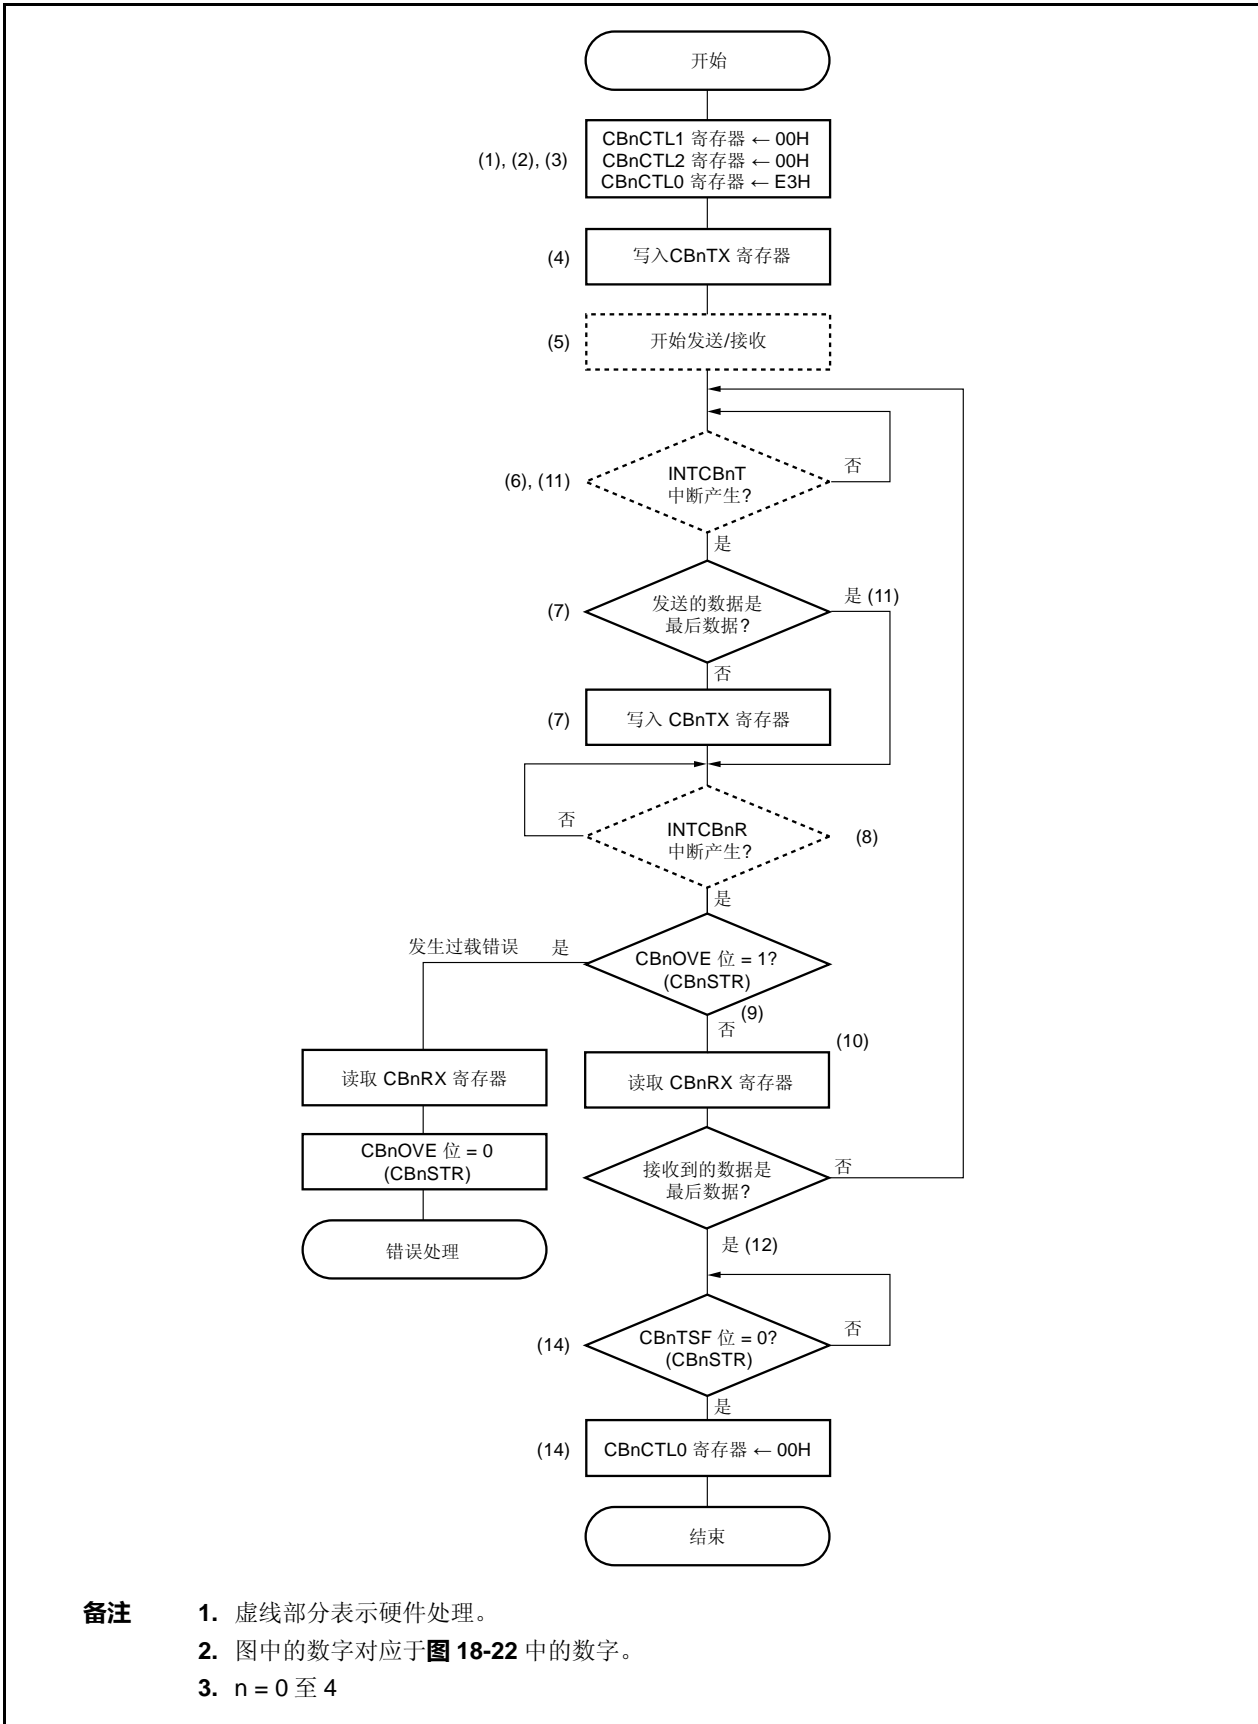 开始
CBnCTL1 寄存器 ← 00H
(1), (2), (3)
CBnCTL2 寄存器 ← 00H
CBnCTL0 寄存器 ← E3H
(4)
写入CBnTX 寄存器
(5)
开始发送/接收
(6), (11)
INTCBnT
中断产生?
否
是
(7)
发送的数据是
最后数据?
是 (11)
否
(7)
写入 CBnTX 寄存器
否
INTCBnR
中断产生?
(8)
是
发生过载错误
是
CBnOVE 位 = 1?
(CBnSTR)
(9)
否
(10)
读取 CBnRX 寄存器
读取 CBnRX 寄存器
CBnOVE 位 = 0
(CBnSTR)
接收到的数据是
最后数据?
否
错误处理
是 (12)
(14)
CBnTSF 位 = 0?
(CBnSTR)
否
是
(14)
CBnCTL0 寄存器 ← 00H
结束
备注 1. 虚线部分表示硬件处理。
2. 图中的数字对应于图 18-22 中的数字。
3. n = 0 至 4